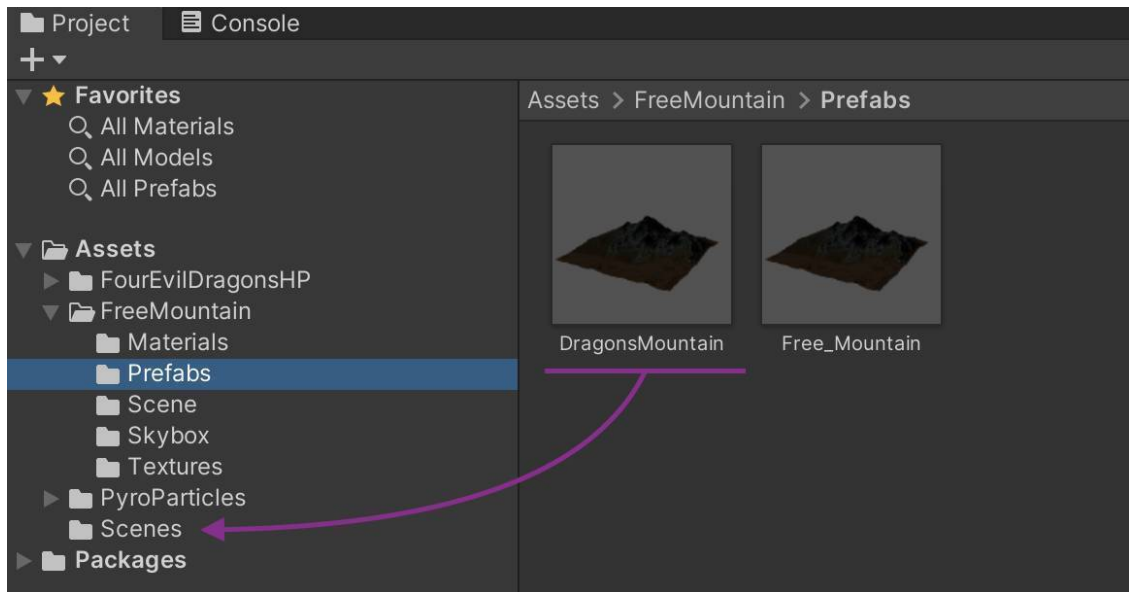 Project Console
Favorites
All Materials
All Models
All Prefabs
Assets
FourEvilDragonsHP
FreeMountain
Materials
Prefabs
Scene
Skybox
Textures
PyroParticles
Scenes
Packages
Assets > FreeMountain > Prefabs
DragonsMountain Free_Mountain